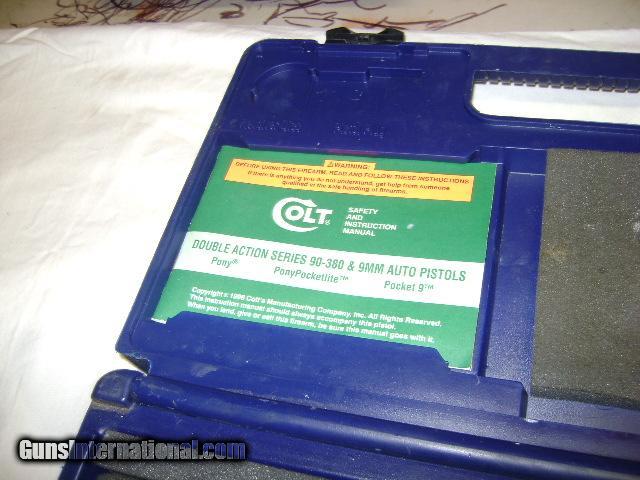 ⚠WARNING:
BEFORE USING THIS FIREARM, READ AND FOLLOW THESE INSTRUCTIONS.
If there is anything you do not understand, get help from someone
qualified in the safe handling of firearms.
COLT®
SAFETY
AND
INSTRUCTION
MANUAL
DOUBLE ACTION SERIES 90-380 & 9MM AUTO PISTOLS
Pony® PonyPocketlite™ Pocket 9™
Copyright© 1998 Colt's Manufacturing Company, Inc. All Rights Reserved.
This instruction manual should always accompany this pistol.
When you lend, give or sell this firearm, be sure this manual goes with it.
GunsInternational.com